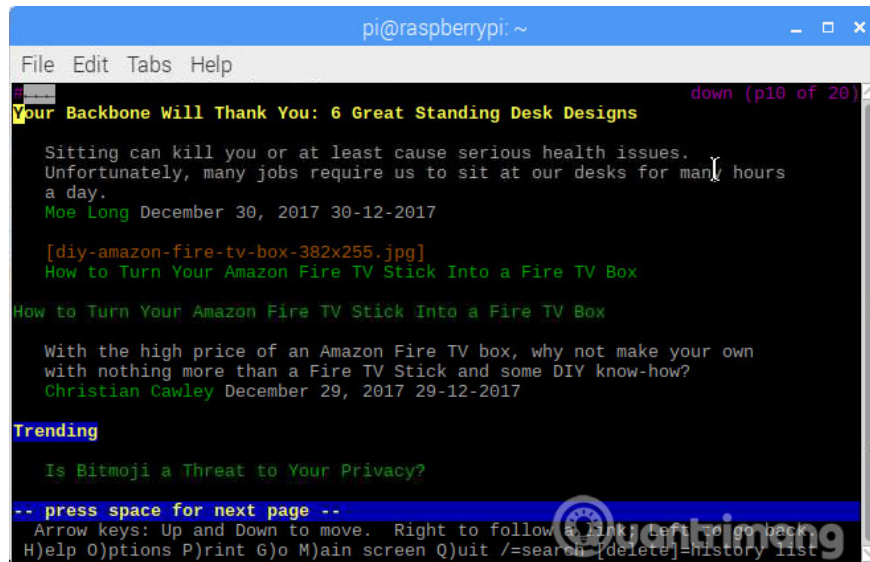 pi@raspberrypi: ~
File Edit Tabs Help
#... down (p10 of 20)
Your Backbone Will Thank You: 6 Great Standing Desk Designs
Sitting can kill you or at least cause serious health issues.
Unfortunately, many jobs require us to sit at our desks for many hours
a day.
Moe Long December 30, 2017 30-12-2017
[diy-amazon-fire-tv-box-382x255.jpg]
How to Turn Your Amazon Fire TV Stick Into a Fire TV Box
How to Turn Your Amazon Fire TV Stick Into a Fire TV Box
With the high price of an Amazon Fire TV box, why not make your own
with nothing more than a Fire TV Stick and some DIY know-how?
Christian Cawley December 29, 2017 29-12-2017
Trending
Is Bitmoji a Threat to Your Privacy?
-- press space for next page --
Arrow keys: Up and Down to move. Right to follow a link; Left to go back.
H)elp O)ptions P)rint G)o M)ain screen Q)uit /=search [delete]=history list
Quantrimang